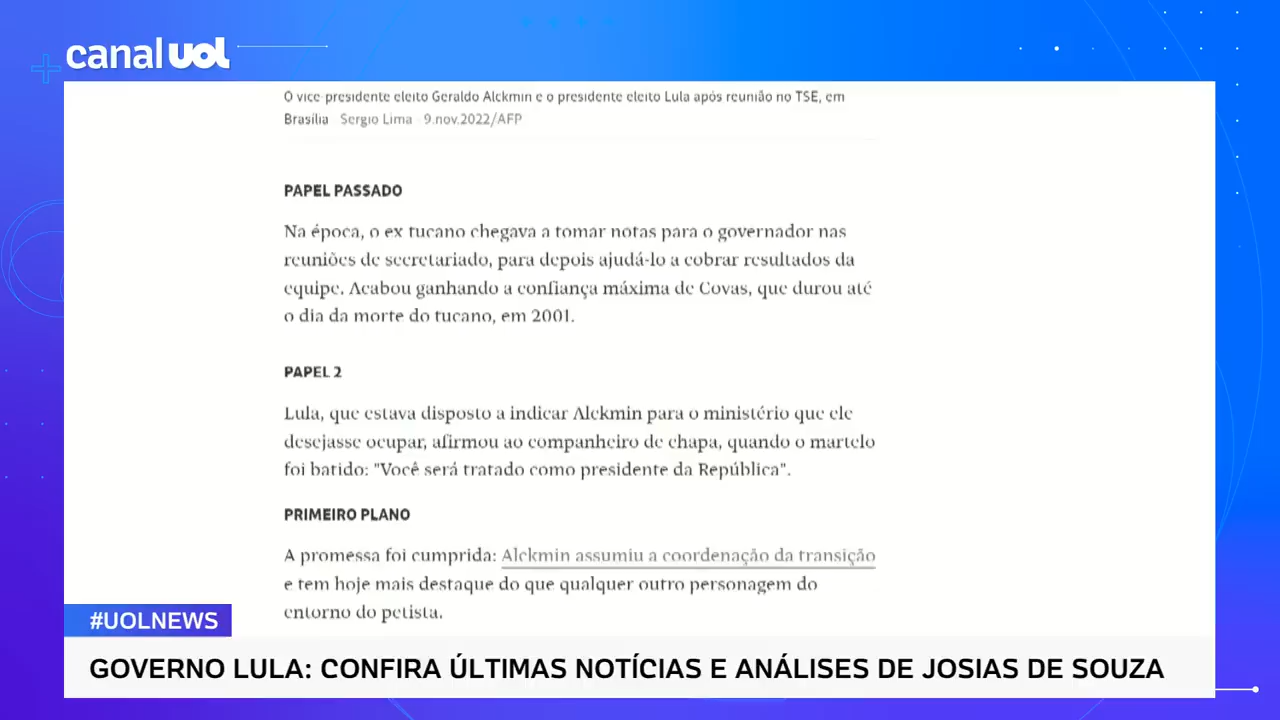 canal uol
O vice-presidente eleito Geraldo Alckmin e o presidente eleito Lula após reunião no TSE, em
Brasília - Sergio Lima - 9.nov.2022/AFP
PAPEL PASSADO
Na época, o ex tucano chegava a tomar notas para o governador nas
reuniões de secretariado, para depois ajudá-lo a cobrar resultados da
equipe. Acabou ganhando a confiança máxima de Covas, que durou até
o dia da morte do tucano, em 2001.
PAPEL 2
Lula, que estava disposto a indicar Alckmin para o ministério que ele
desejasse ocupar, afirmou ao companheiro de chapa, quando o martelo
foi batido: "Você será tratado como presidente da República".
PRIMEIRO PLANO
A promessa foi cumprida: Alckmin assumiu a coordenação da transição
e tem hoje mais destaque do que qualquer outro personagem do
entorno do petista.
#UOLNEWS
GOVERNO LULA: CONFIRA ÚLTIMAS NOTÍCIAS E ANÁLISES DE JOSIAS DE SOUZA